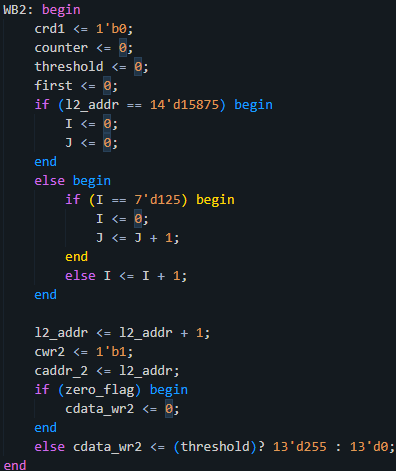 WB2: begin
    crd1 <= 1'b0;
    counter <= 0;
    threshold <= 0;
    first <= 0;
    if (l2_addr == 14'd15875) begin
        I <= 0;
        J <= 0;
    end
    else begin
        if (I == 7'd125) begin
            I <= 0;
            J <= J + 1;
        end
        else I <= I + 1;
    end

    l2_addr <= l2_addr + 1;
    cwr2 <= 1'b1;
    caddr_2 <= l2_addr;
    if (zero_flag) begin
        cdata_wr2 <= 0;
    end
    else cdata_wr2 <= (threshold)? 13'd255 : 13'd0;
end